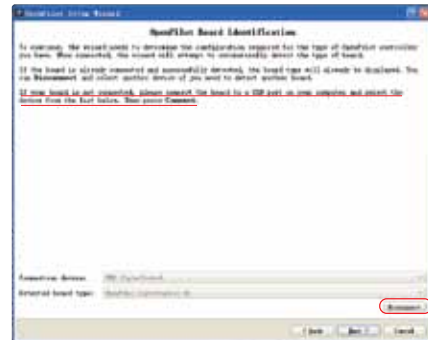 OpenPilot Setup Wizard
OpenPilot Board Identification
To continue, the wizard needs to determine the configuration required for the type of OpenPilot controller
you have. When connected, the wizard will attempt to automatically detect the type of board.
If the board is already connected and successfully detected, the board type will already be displayed. You
can Disconnect and select another device if you need to detect another board.
If your board is not connected, please connect the board to a USB port on your computer and select the
device from the list below. Then press Connect.
Connection device:
Detected board type:
Disconnect
< Back
Next >
Cancel